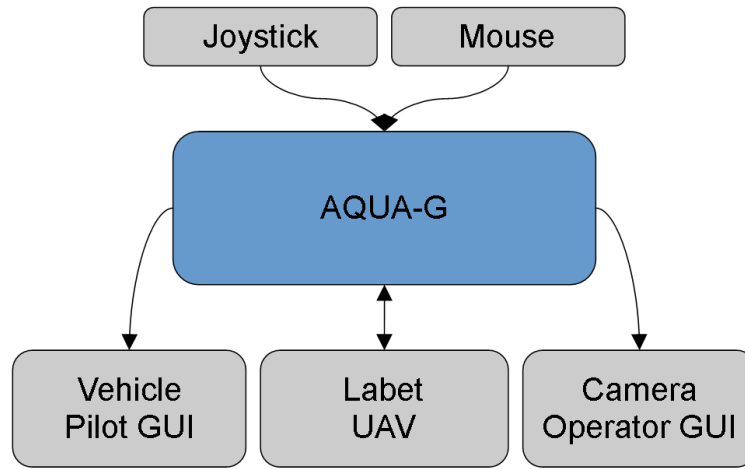 Joystick
Mouse
AQUA-G
Vehicle
Pilot GUI
Labet
UAV
Camera
Operator GUI